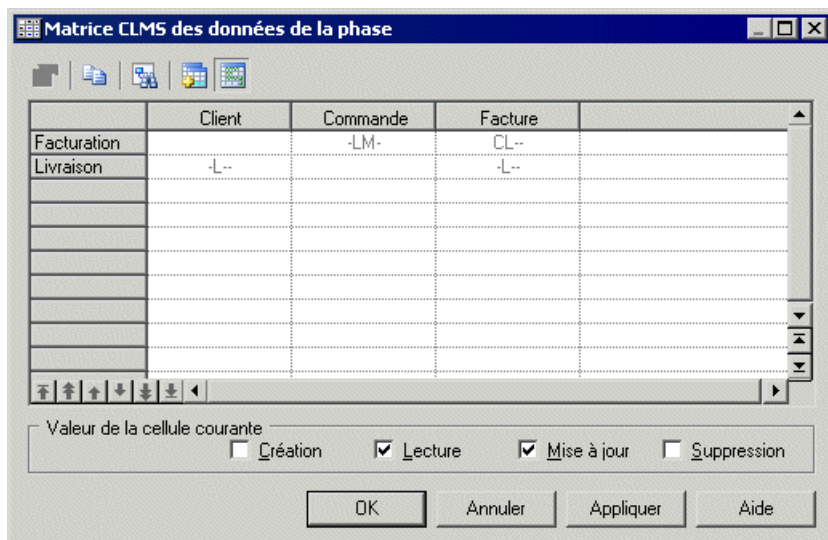 Matrice CLMS des données de la phase
Client Commande Facture
Facturation -LM- CL--
Livraison -L-- -L--
Valeur de la cellule courante
Création Lecture Mise à jour Suppression
OK Annuler Appliquer Aide